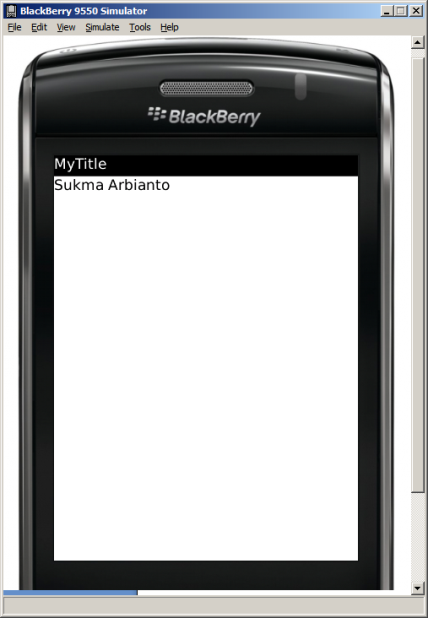 BlackBerry 9550 Simulator
File Edit View Simulate Tools Help
BlackBerry
MyTitle
Sukma Arbianto